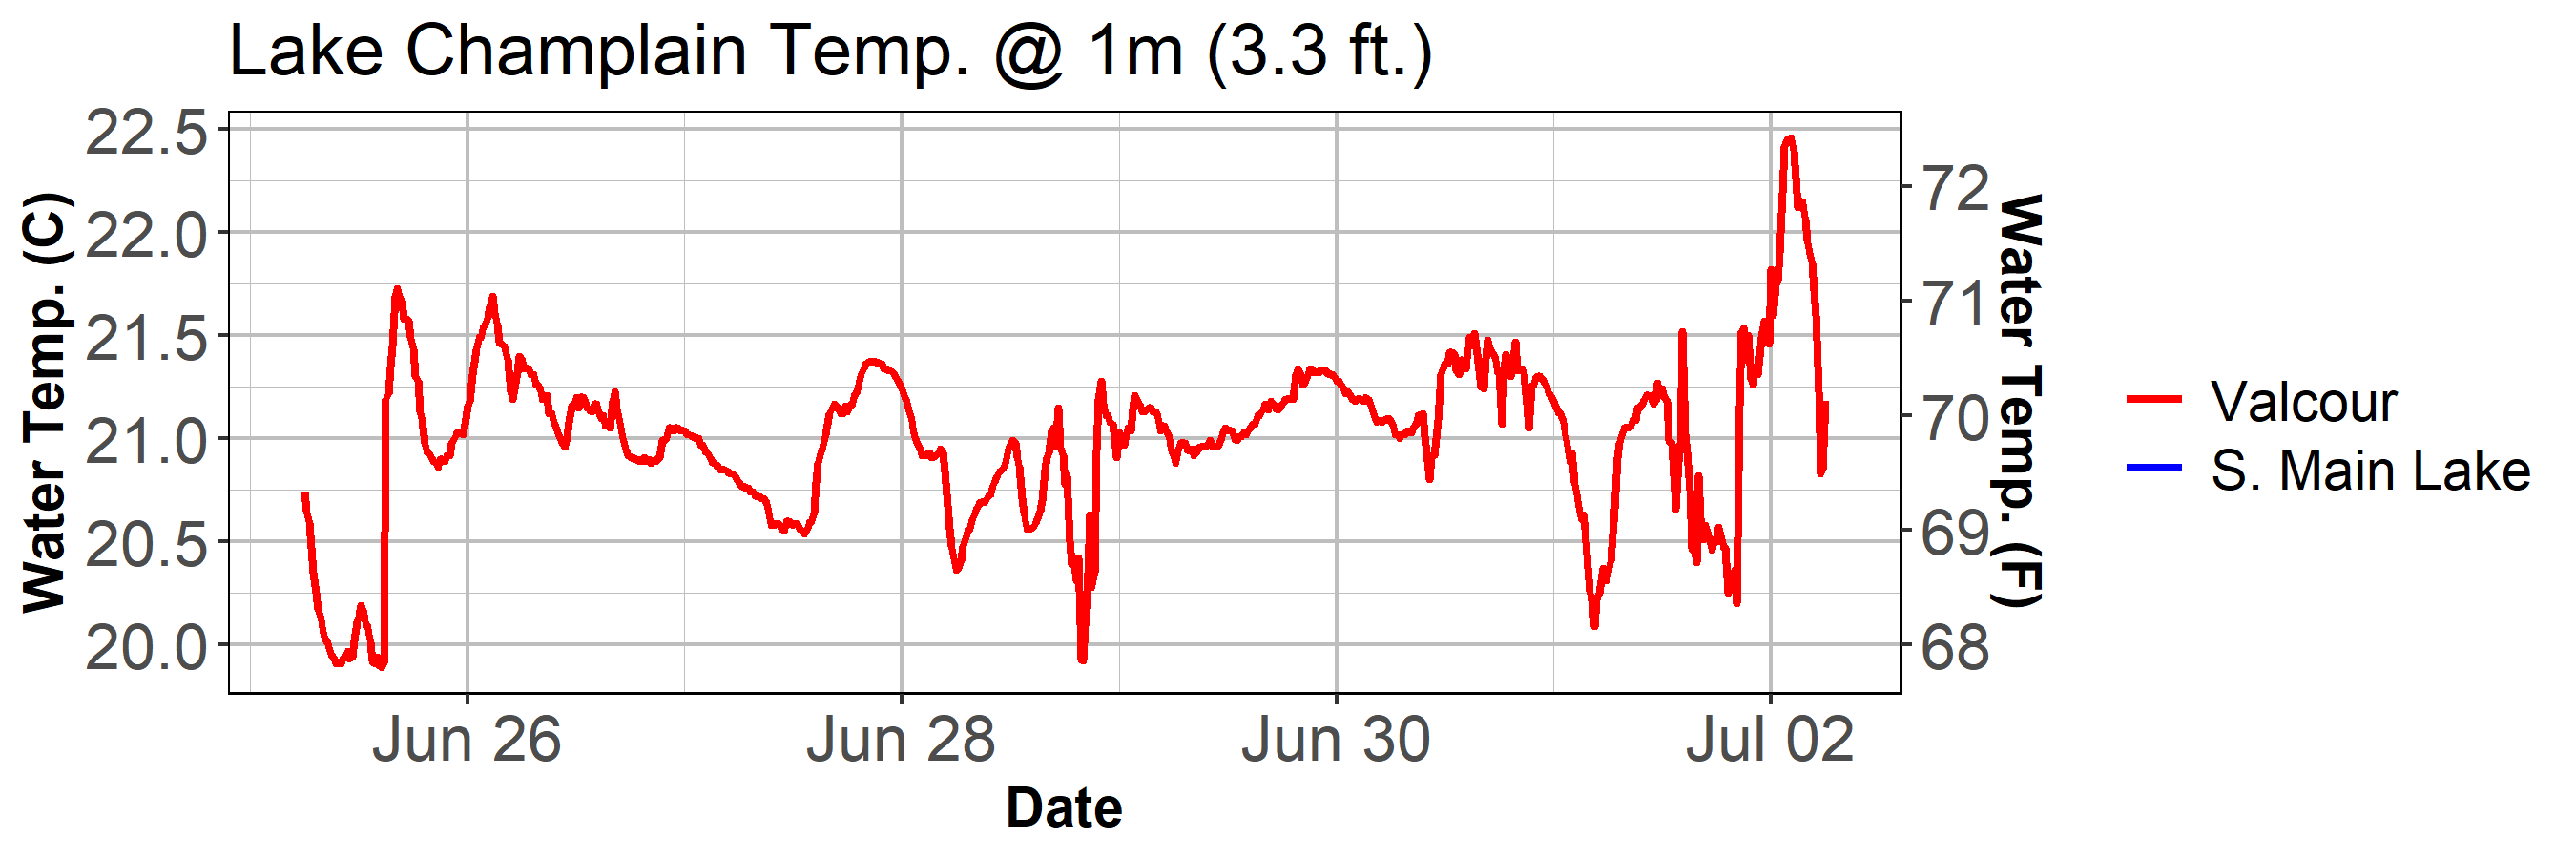 Lake Champlain Temp. @ 1m (3.3 ft.)
Water Temp. (C)
22.5
22.0
21.5
21.0
20.5
20.0
72
71
70
69
68
Water Temp. (F)
Jun 26
Jun 28
Jun 30
Jul 02
Date
Valcour
S. Main Lake